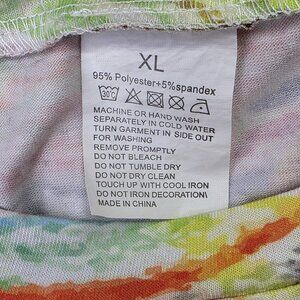 XL
95% Polyester+5%spandex
30°C
MACHINE OR HAND WASH
SEPARATELY IN COLD WATER
TURN GARMENT IN SIDE OUT
FOR WASHING
REMOVE PROMPTLY
DO NOT BLEACH
DO NOT TUMBLE DRY
DO NOT DRY CLEAN
TOUCH UP WITH COOL IRON
DO NOT IRON DECORATION\
MADE IN CHINA